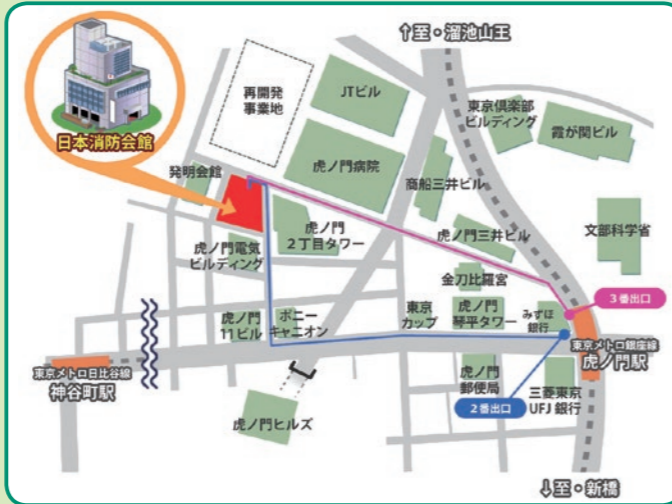 ↑至・溜池山王
再開発
事業地
JTビル
東京倶楽部
ビルディング
霞が関ビル
日本消防会館
発明会館
虎ノ門病院
商船三井ビル
虎ノ門
2丁目タワー
虎ノ門三井ビル
文部科学省
虎ノ門電気
ビルディング
金刀比羅宮
3番出口
虎ノ門
11ビル
ポニー
キャニオン
東京
カップ
虎ノ門
琴平タワー
みずほ
銀行
東京メトロ銀座線
虎ノ門駅
東京メトロ日比谷線
神谷町駅
虎ノ門
郵便局
三菱東京
UFJ銀行
2番出口
虎ノ門ヒルズ
↓至・新橋